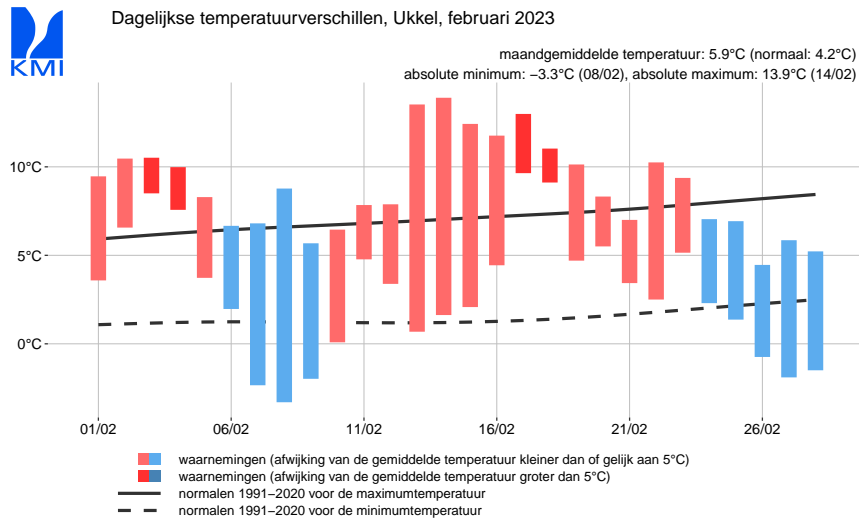 Dagelijkse temperatuurverschillen, Ukkel, februari 2023
KMI
maandgemiddelde temperatuur: 5.9°C (normaal: 4.2°C)
absolute minimum: −3.3°C (08/02), absolute maximum: 13.9°C (14/02)
10°C
5°C
0°C
01/02 06/02 11/02 16/02 21/02 26/02
waarnemingen (afwijking van de gemiddelde temperatuur kleiner dan of gelijk aan 5°C)
waarnemingen (afwijking van de gemiddelde temperatuur groter dan 5°C)
normalen 1991−2020 voor de maximumtemperatuur
normalen 1991−2020 voor de minimumtemperatuur